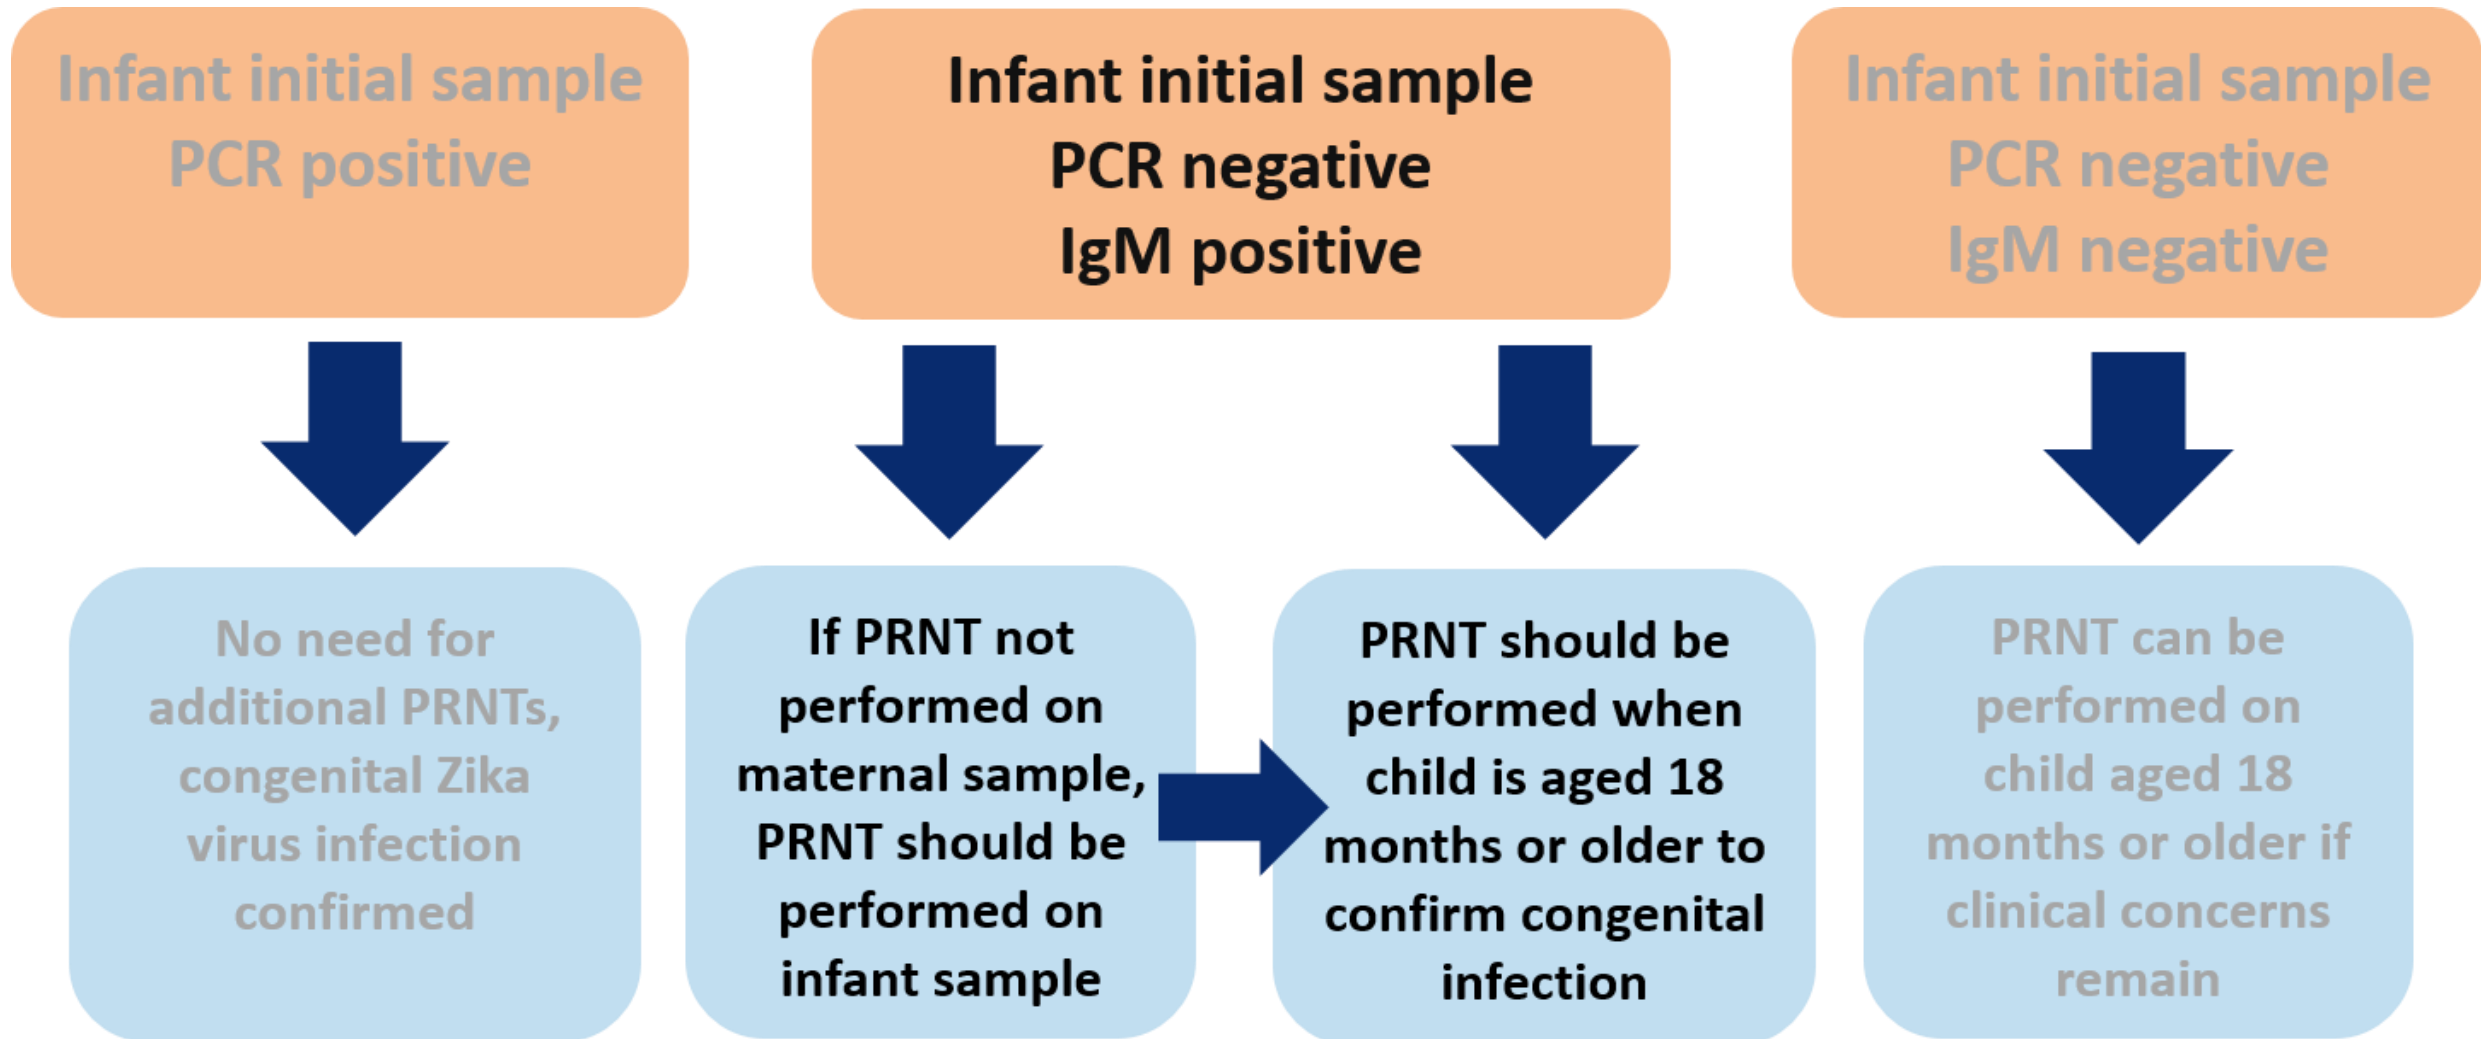 Infant initial sample
PCR positive
Infant initial sample
PCR negative
IgM positive
Infant initial sample
PCR negative
IgM negative
No need for
additional PRNTs,
congenital Zika
virus infection
confirmed
If PRNT not
performed on
maternal sample,
PRNT should be
performed on
infant sample
PRNT should be
performed when
child is aged 18
months or older to
confirm congenital
infection
PRNT can be
performed on
child aged 18
months or older if
clinical concerns
remain